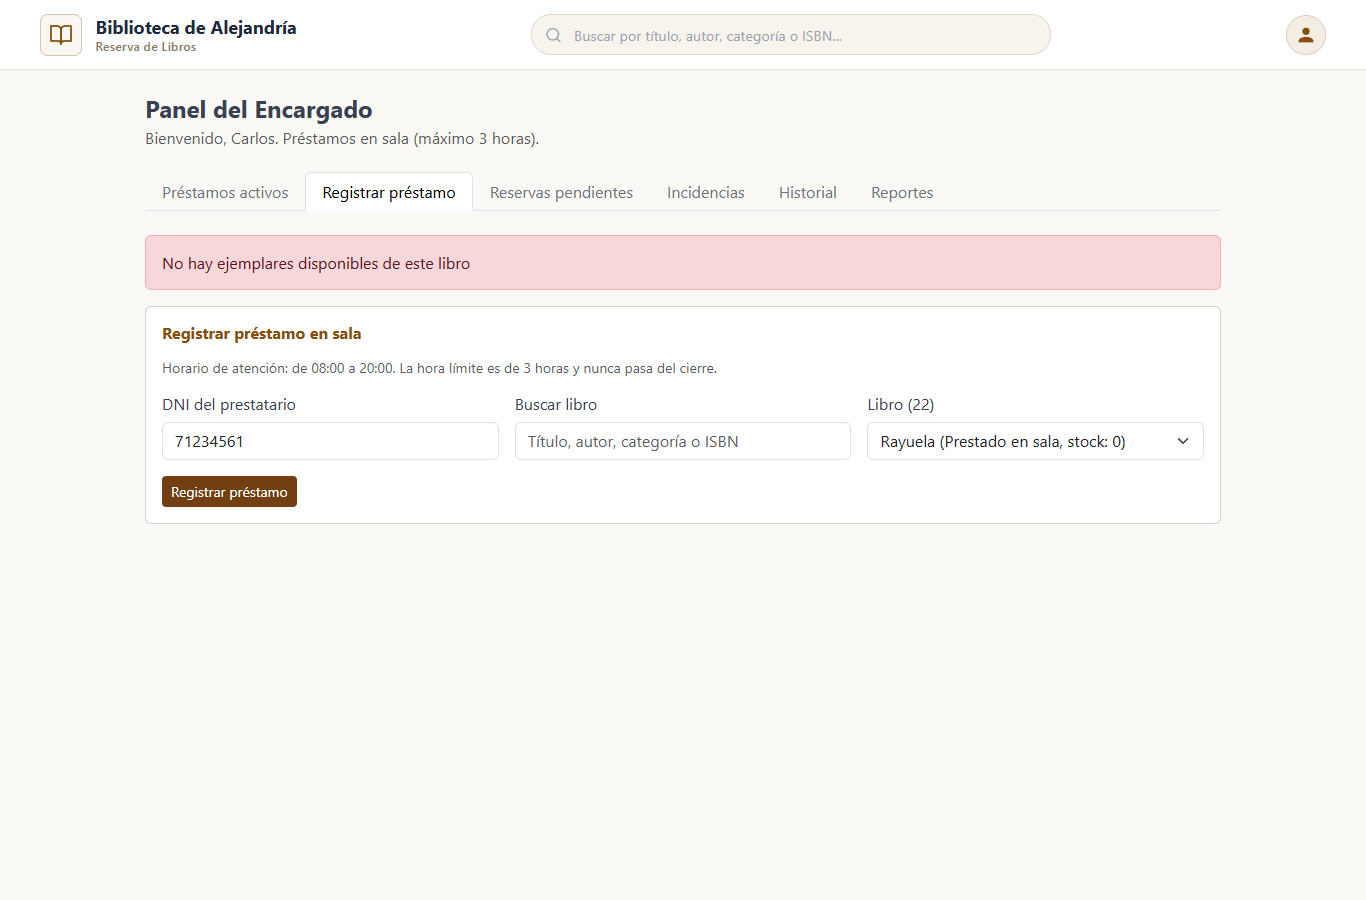 Biblioteca de Alejandría
Reserva de Libros
Buscar por título, autor, categoría o ISBN...
Panel del Encargado
Bienvenido, Carlos. Préstamos en sala (máximo 3 horas).
Préstamos activos
Registrar préstamo
Reservas pendientes
Incidencias
Historial
Reportes
No hay ejemplares disponibles de este libro
Registrar préstamo en sala
Horario de atención: de 08:00 a 20:00. La hora límite es de 3 horas y nunca pasa del cierre.
DNI del prestatario
Buscar libro
Libro (22)
71234561
Título, autor, categoría o ISBN
Rayuela (Prestado en sala, stock: 0)
Registrar préstamo